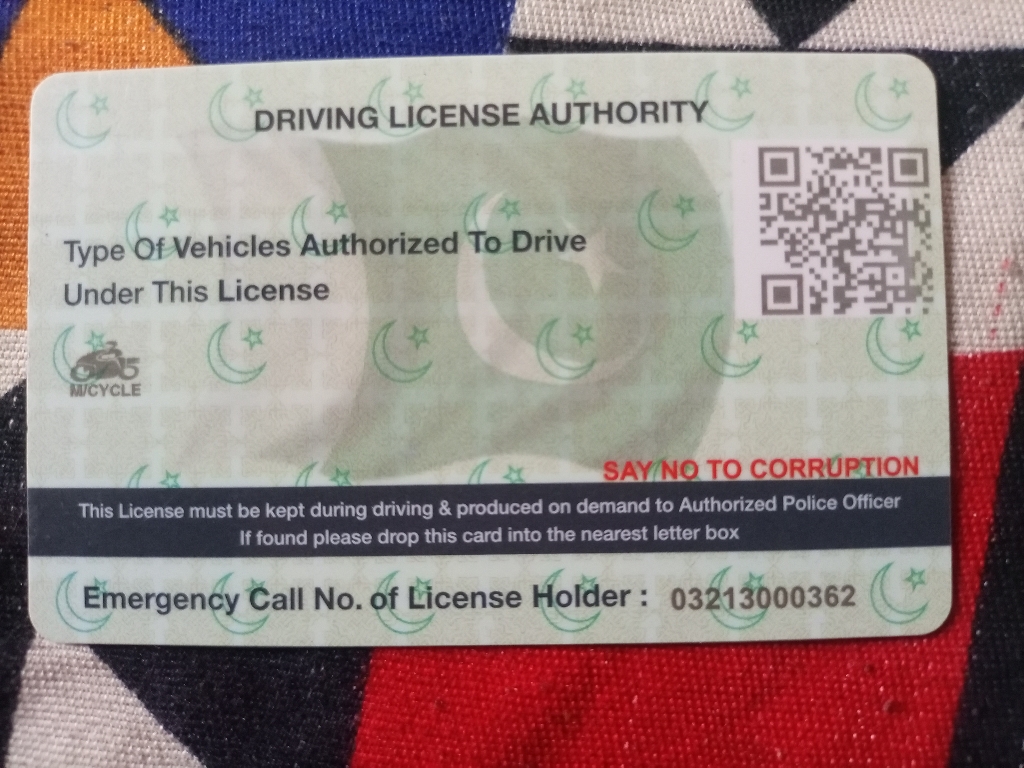 DRIVING LICENSE AUTHORITY
Type Of Vehicles Authorized To Drive
Under This License
M/CYCLE
SAY NO TO CORRUPTION
This License must be kept during driving & produced on demand to Authorized Police Officer
If found please drop this card into the nearest letter box
Emergency Call No. of License Holder : 03213000362